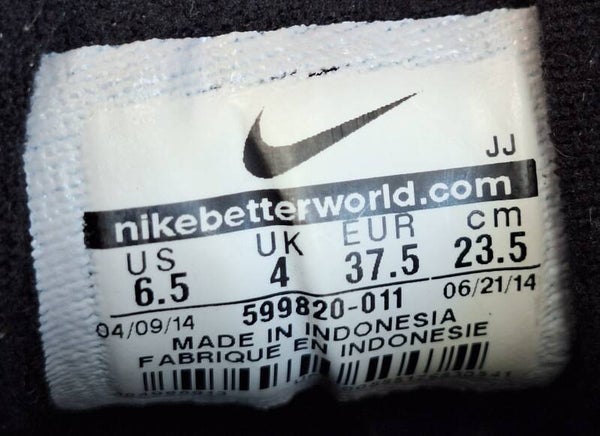 JJ
nikebetterworld.com
US UK EUR cm
6.5 4 37.5 23.5
04/09/14 599820-011 06/21/14
MADE IN INDONESIA
FABRIQUE EN INDONESIE